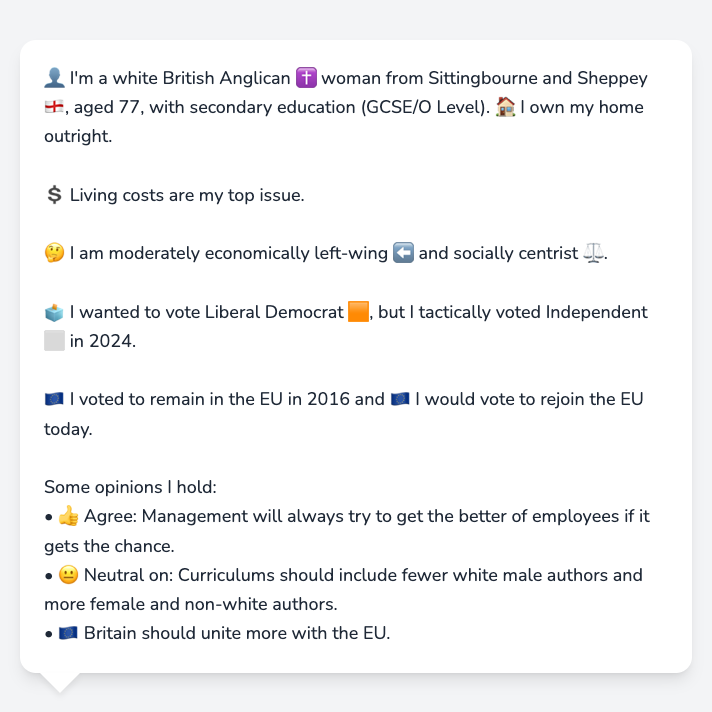 👤 I'm a white British Anglican ✝️ woman from Sittingbourne and Sheppey
🏴󠁧󠁢󠁥󠁮󠁧󠁿, aged 77, with secondary education (GCSE/O Level). 🏠 I own my home
outright.
💲 Living costs are my top issue.
🤔 I am moderately economically left-wing ⬅️ and socially centrist ⚖️.
🗳️ I wanted to vote Liberal Democrat 🟧, but I tactically voted Independent
⬜ in 2024.
🇪🇺 I voted to remain in the EU in 2016 and 🇪🇺 I would vote to rejoin the EU
today.
Some opinions I hold:
• 👍 Agree: Management will always try to get the better of employees if it
gets the chance.
• 😐 Neutral on: Curriculums should include fewer white male authors and
more female and non-white authors.
• 🇪🇺 Britain should unite more with the EU.